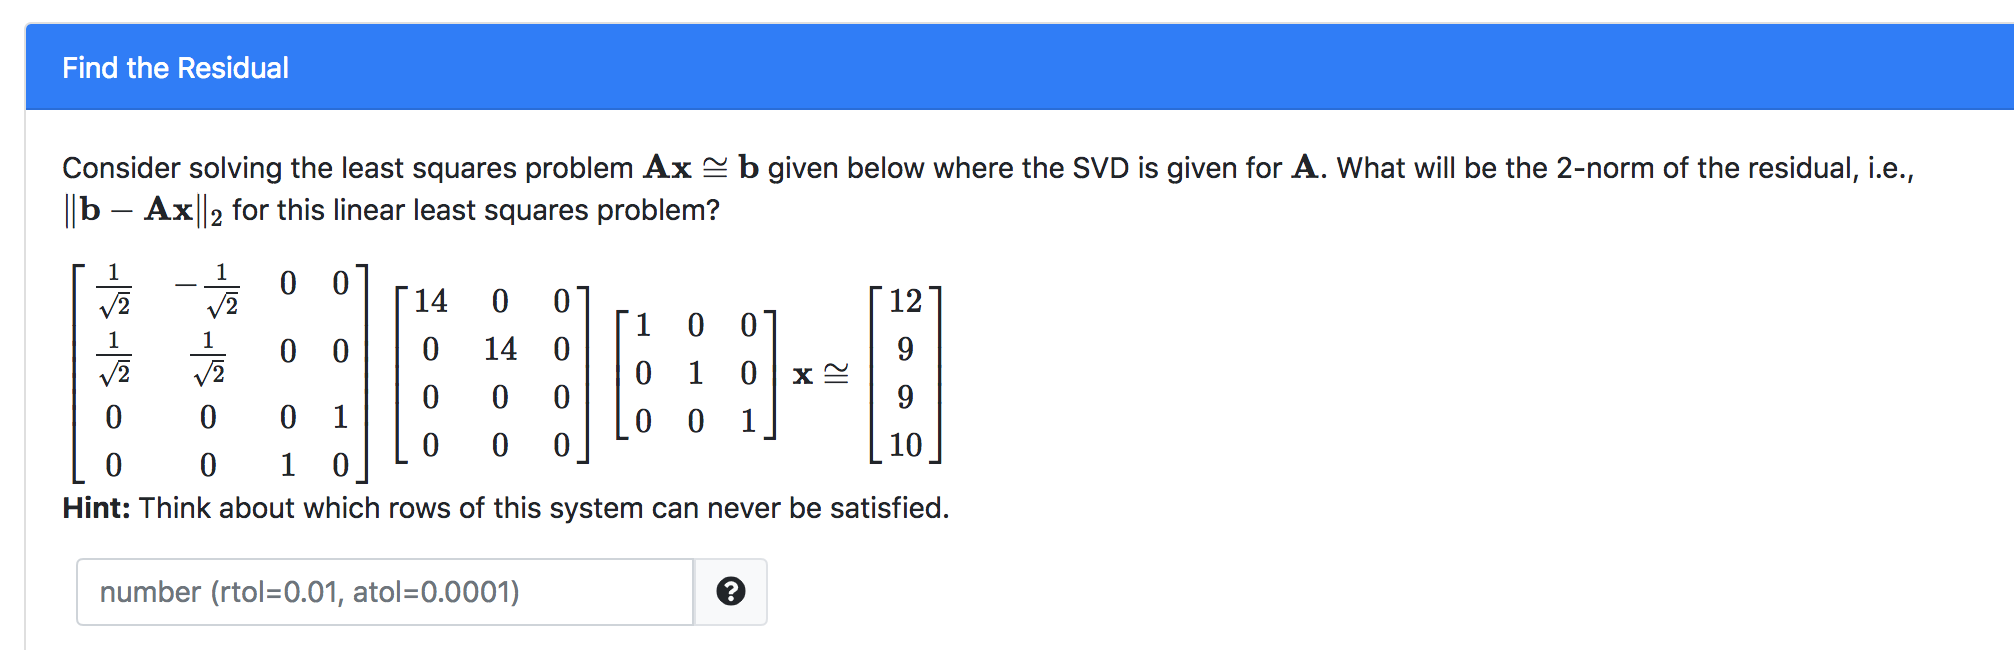 Find the Residual
Consider solving the least squares problem Ax ≅ b given below where the SVD is given for A. What will be the 2-norm of the residual, i.e.,
‖b − Ax‖₂ for this linear least squares problem?
[1/√2 −1/√2 0 0; 1/√2 1/√2 0 0; 0 0 0 1; 0 0 1 0] [14 0 0; 0 14 0; 0 0 0; 0 0 0] [1 0 0; 0 1 0; 0 0 1] x ≅ [12; 9; 9; 10]
Hint: Think about which rows of this system can never be satisfied.
number (rtol=0.01, atol=0.0001) ?